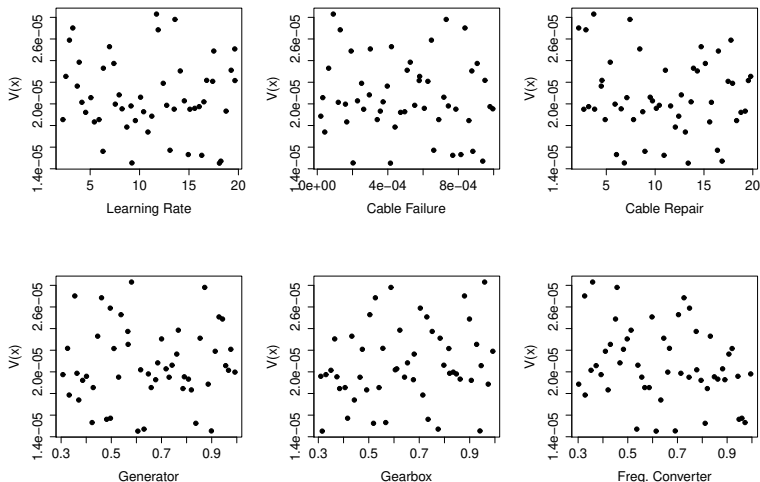 V(x)
1.4e−05 2.0e−05 2.6e−05
5 10 15 20
Learning Rate
V(x)
1.4e−05 2.0e−05 2.6e−05
0e+00 4e−04 8e−04
Cable Failure
V(x)
1.4e−05 2.0e−05 2.6e−05
5 10 15 20
Cable Repair
V(x)
1.4e−05 2.0e−05 2.6e−05
0.3 0.5 0.7 0.9
Generator
V(x)
1.4e−05 2.0e−05 2.6e−05
0.3 0.5 0.7 0.9
Gearbox
V(x)
1.4e−05 2.0e−05 2.6e−05
0.3 0.5 0.7 0.9
Freq. Converter